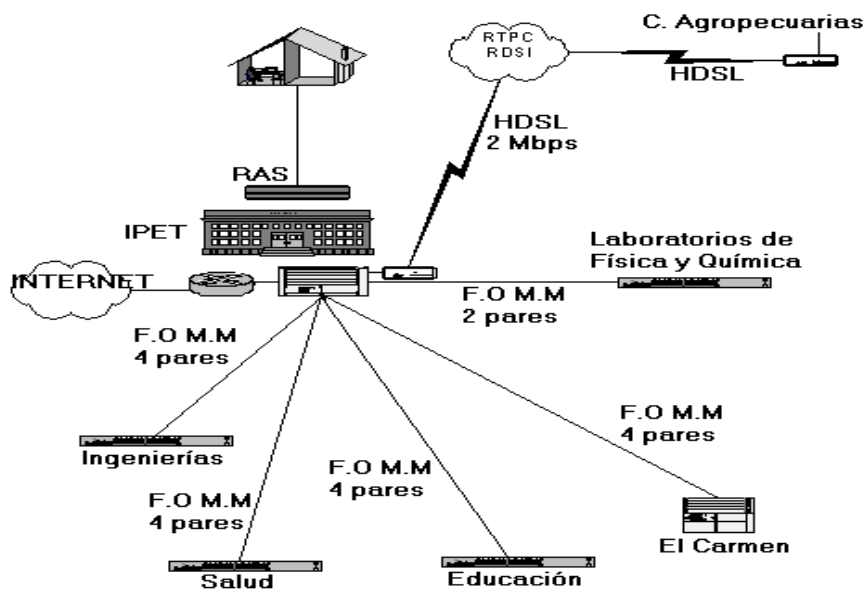 C. Agropecuarias
RTPC
RDSI
HDSL
HDSL
2 Mbps
RAS
IPET
Laboratorios de
Física y Química
INTERNET
F.O M.M
2 pares
F.O M.M
4 pares
F.O M.M
4 pares
Ingenierías
F.O M.M
4 pares
F.O M.M
4 pares
El Carmen
Salud
Educación